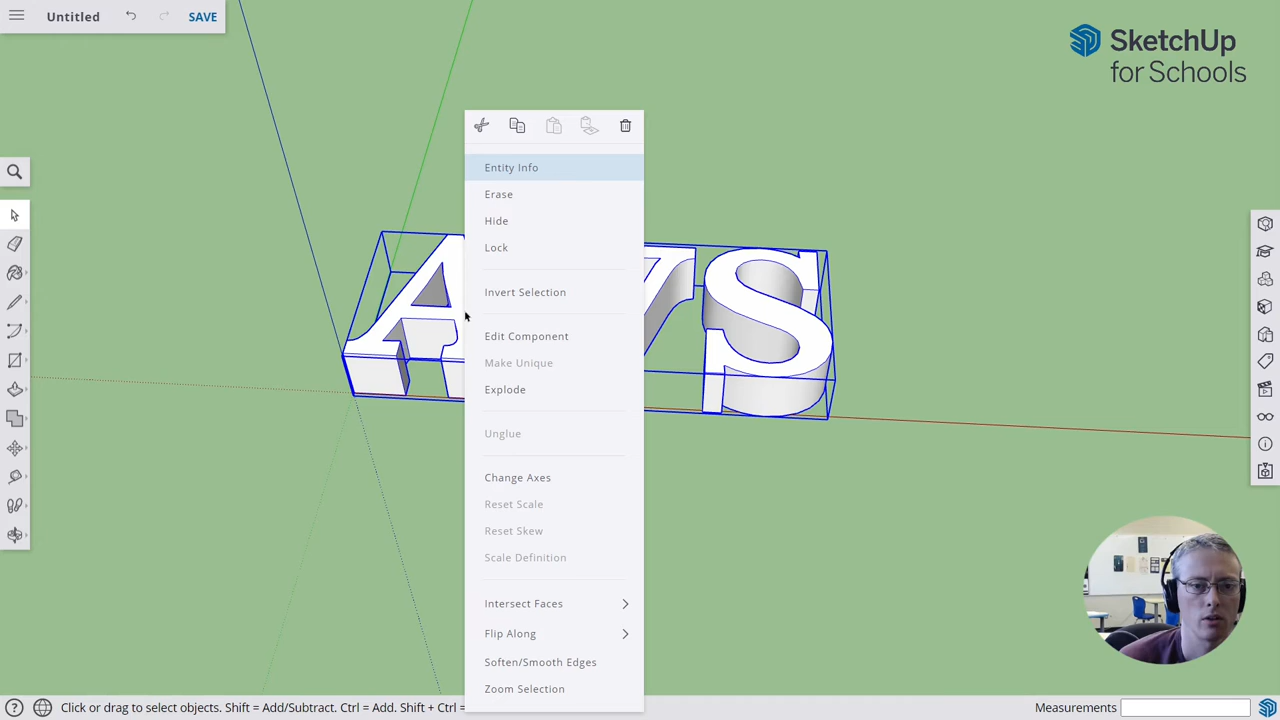 Untitled
SAVE
SketchUp
for Schools
Entity Info
Erase
Hide
Lock
Invert Selection
Edit Component
Make Unique
Explode
Unglue
Change Axes
Reset Scale
Reset Skew
Scale Definition
Intersect Faces
Flip Along
Soften/Smooth Edges
Zoom Selection
Click or drag to select objects. Shift = Add/Subtract. Ctrl = Add. Shift + Ctrl =
Measurements